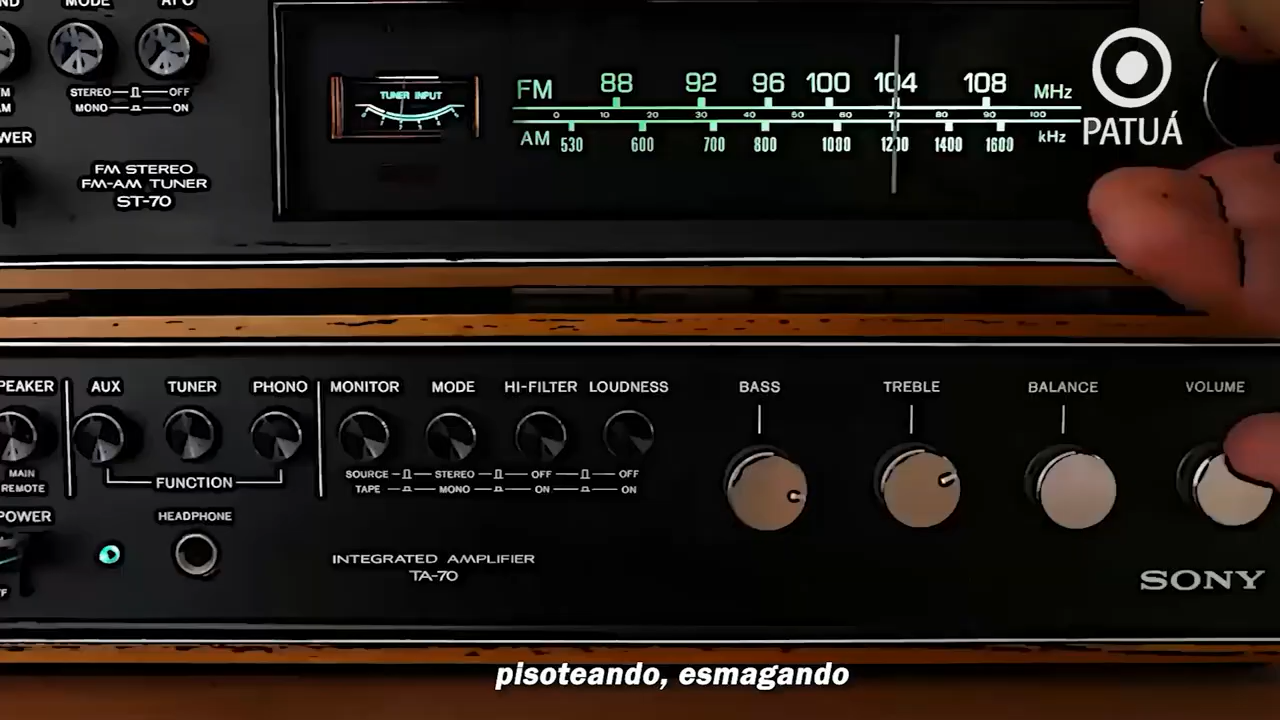 MODE
STEREO OFF
MONO ON
FM STEREO
FM-AM TUNER
ST-70
TUNER INPUT
FM 88 92 96 100 104 108 MHz
0 10 20 30 40 50 60 70 80 90 100
AM 530 600 700 800 1000 1200 1400 1600 kHz
PATUÁ
AUX TUNER PHONO MONITOR MODE HI-FILTER LOUDNESS BASS TREBLE BALANCE VOLUME
MAIN
REMOTE
FUNCTION
SOURCE STEREO OFF OFF
TAPE MONO ON ON
POWER
HEADPHONE
INTEGRATED AMPLIFIER
TA-70
SONY
pisoteando, esmagando